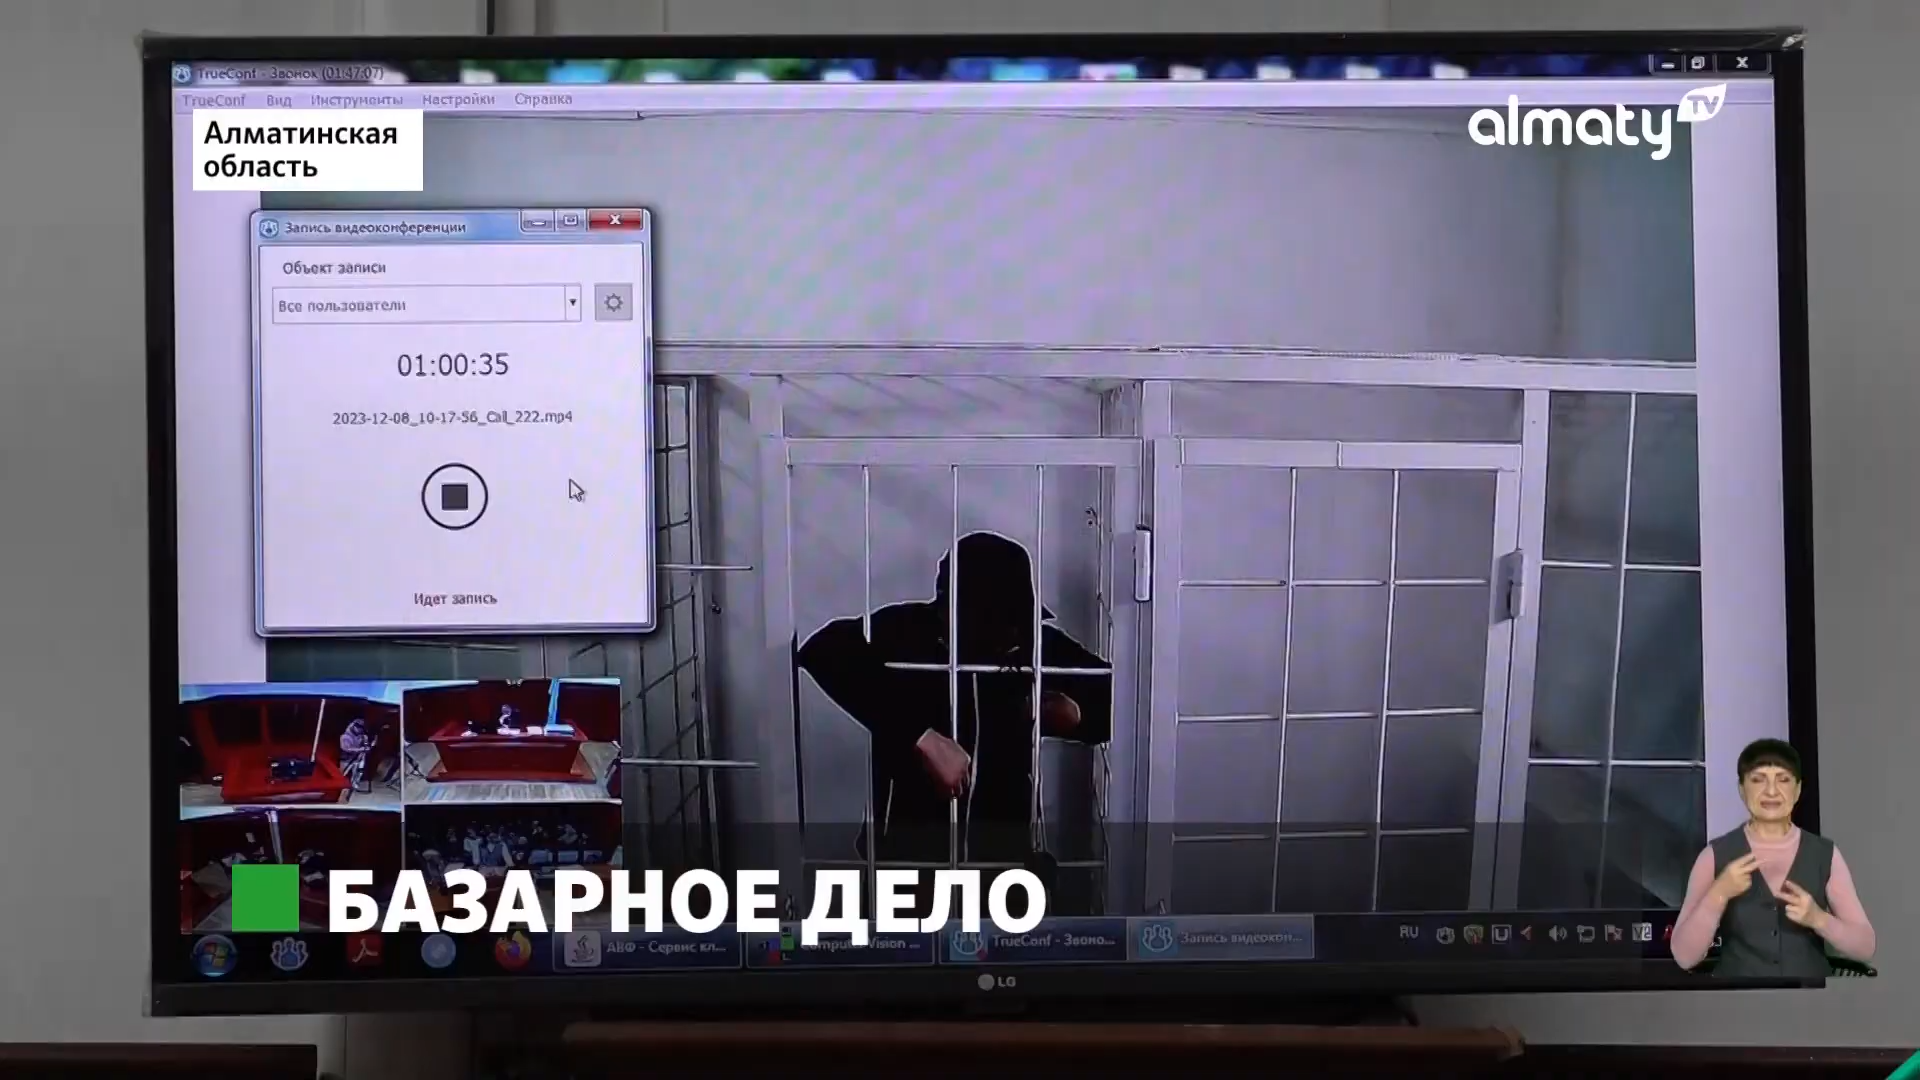 TrueConf - Звонок (01:47:07)
TrueConf Вид Инструменты Настройки Справка
almaty TV
Алматинская
область
Запись видеоконференции
Объект записи
Все пользователи
01:00:35
2023-12-08_10-17-56_Call_222.mp4
Идет запись
БАЗАРНОЕ ДЕЛО
АВФ - Сервис кл...
Computer Vision ...
TrueConf - Звоно...
Запись видеокон...
RU
LG